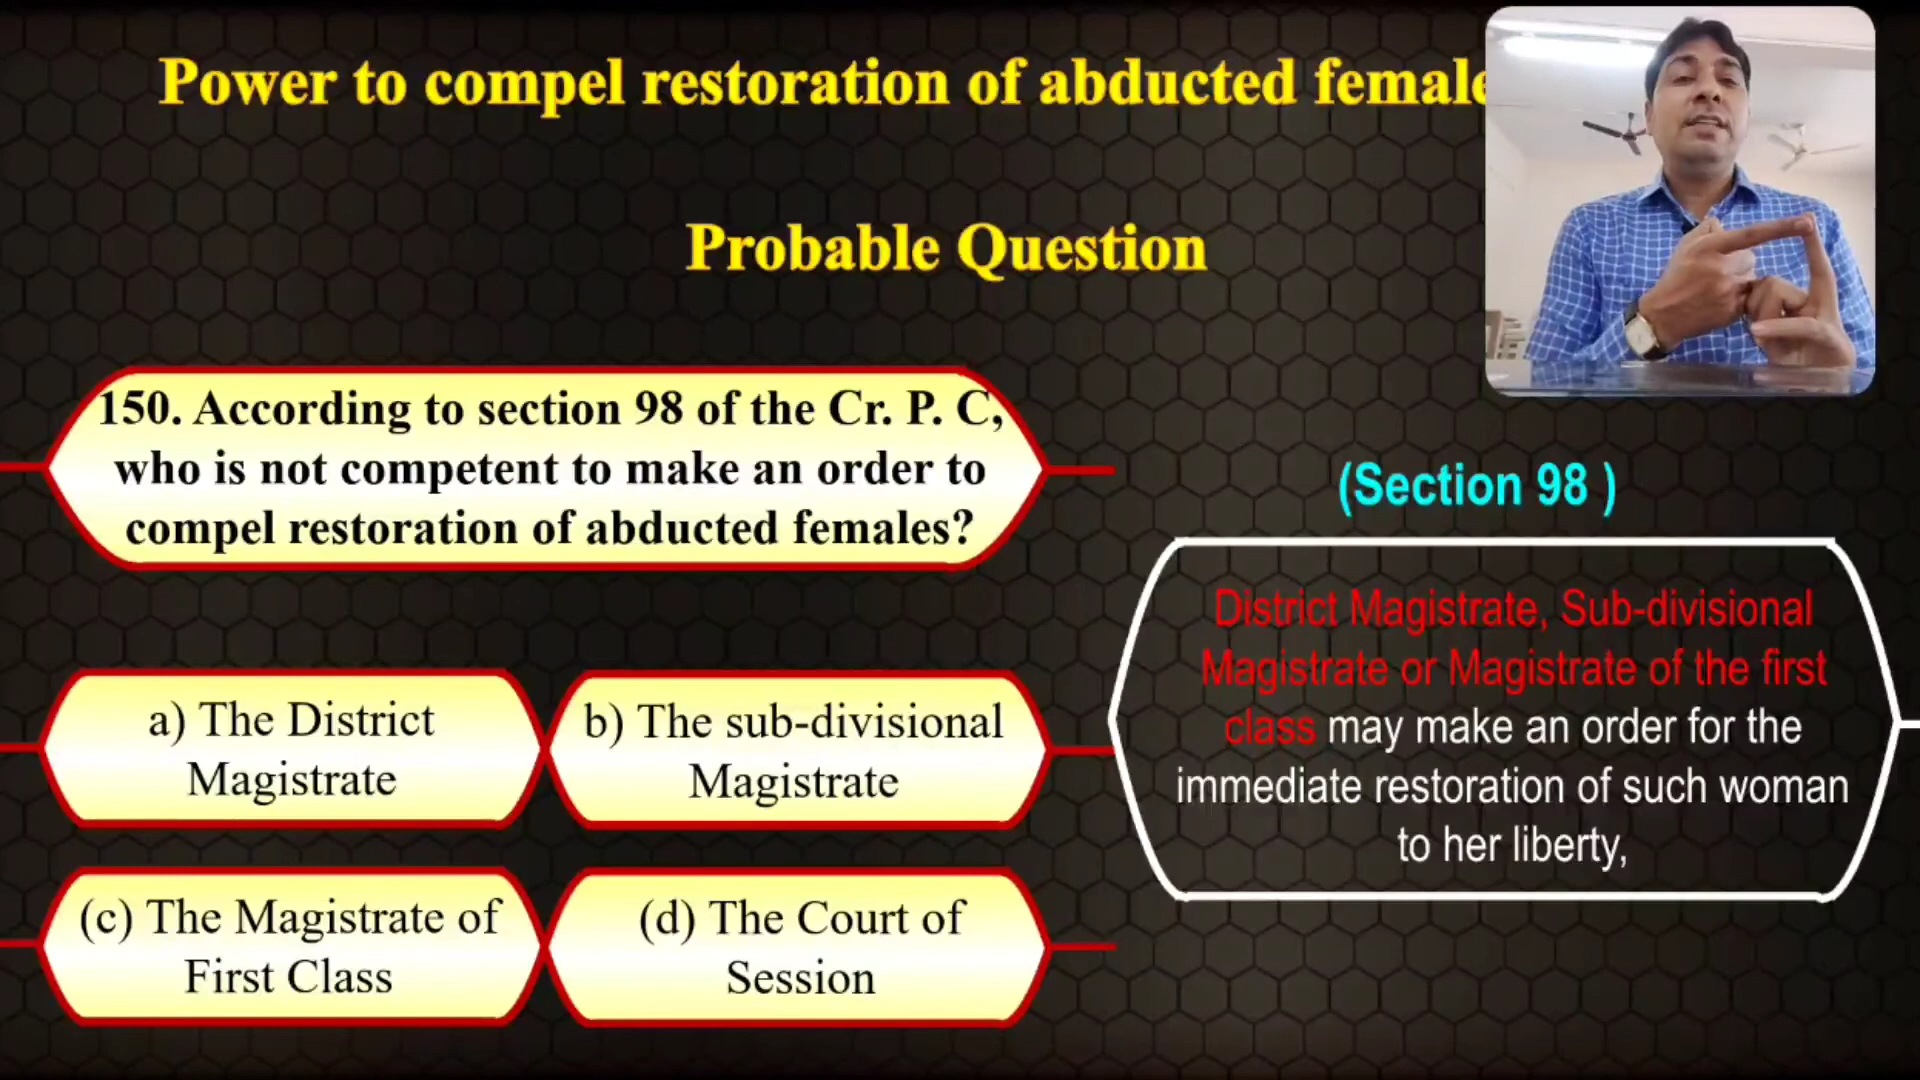 Power to compel restoration of abducted female
Probable Question
150. According to section 98 of the Cr. P. C,
who is not competent to make an order to
compel restoration of abducted females?
a) The District
Magistrate
b) The sub-divisional
Magistrate
(c) The Magistrate of
First Class
(d) The Court of
Session
(Section 98 )
District Magistrate, Sub-divisional
Magistrate or Magistrate of the first
class may make an order for the
immediate restoration of such woman
to her liberty,